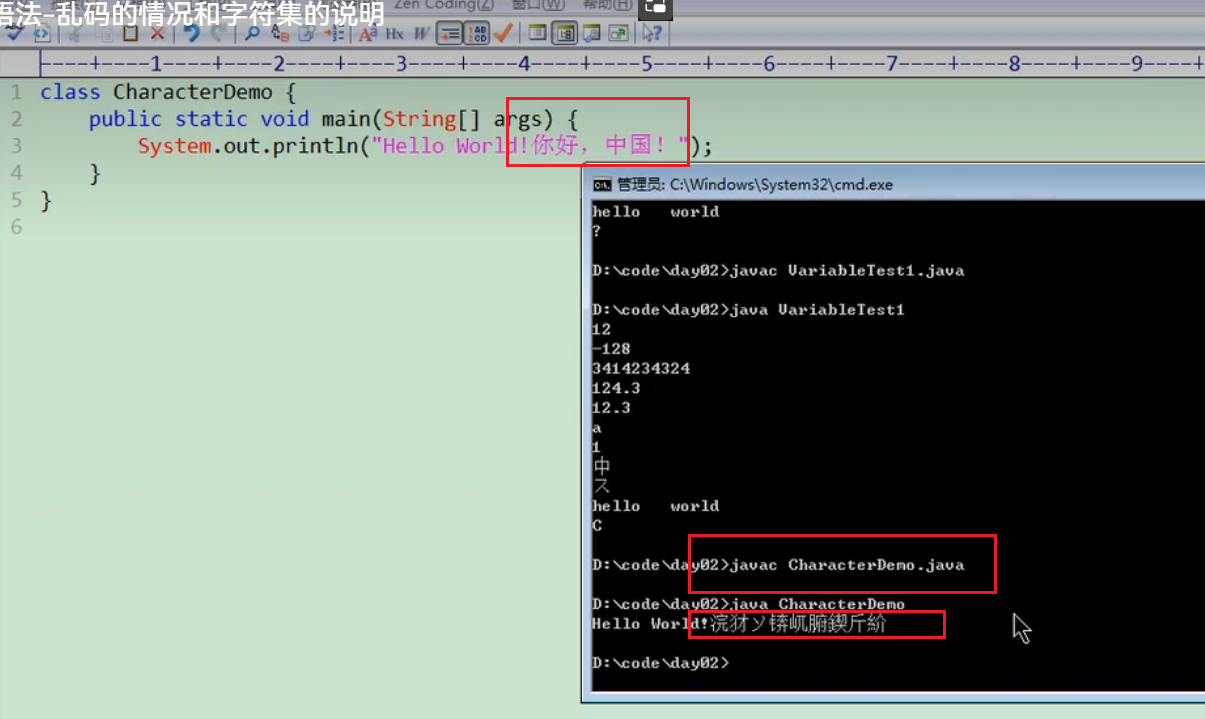 语法-乱码的情况和字符集的说明
Zen Coding(Z) 窗口(W) 帮助(H)
----+----1----+----2----+----3----+----4----+----5----+----6----+----7----+----8----+----9----+
1 class CharacterDemo {
2 public static void main(String[] args) {
3 System.out.println("Hello World!你好，中国！");
4 }
5 }
6
管理员: C:\Windows\System32\cmd.exe
hello world
?
D:\code\day02>javac VariableTest1.java
D:\code\day02>java VariableTest1
12
-128
3414234324
124.3
12.3
a
1
中
ス
hello world
C
D:\code\day02>javac CharacterDemo.java
D:\code\day02>java CharacterDemo
Hello World!浣犲ソ锛屼腑鍥斤紒
D:\code\day02>